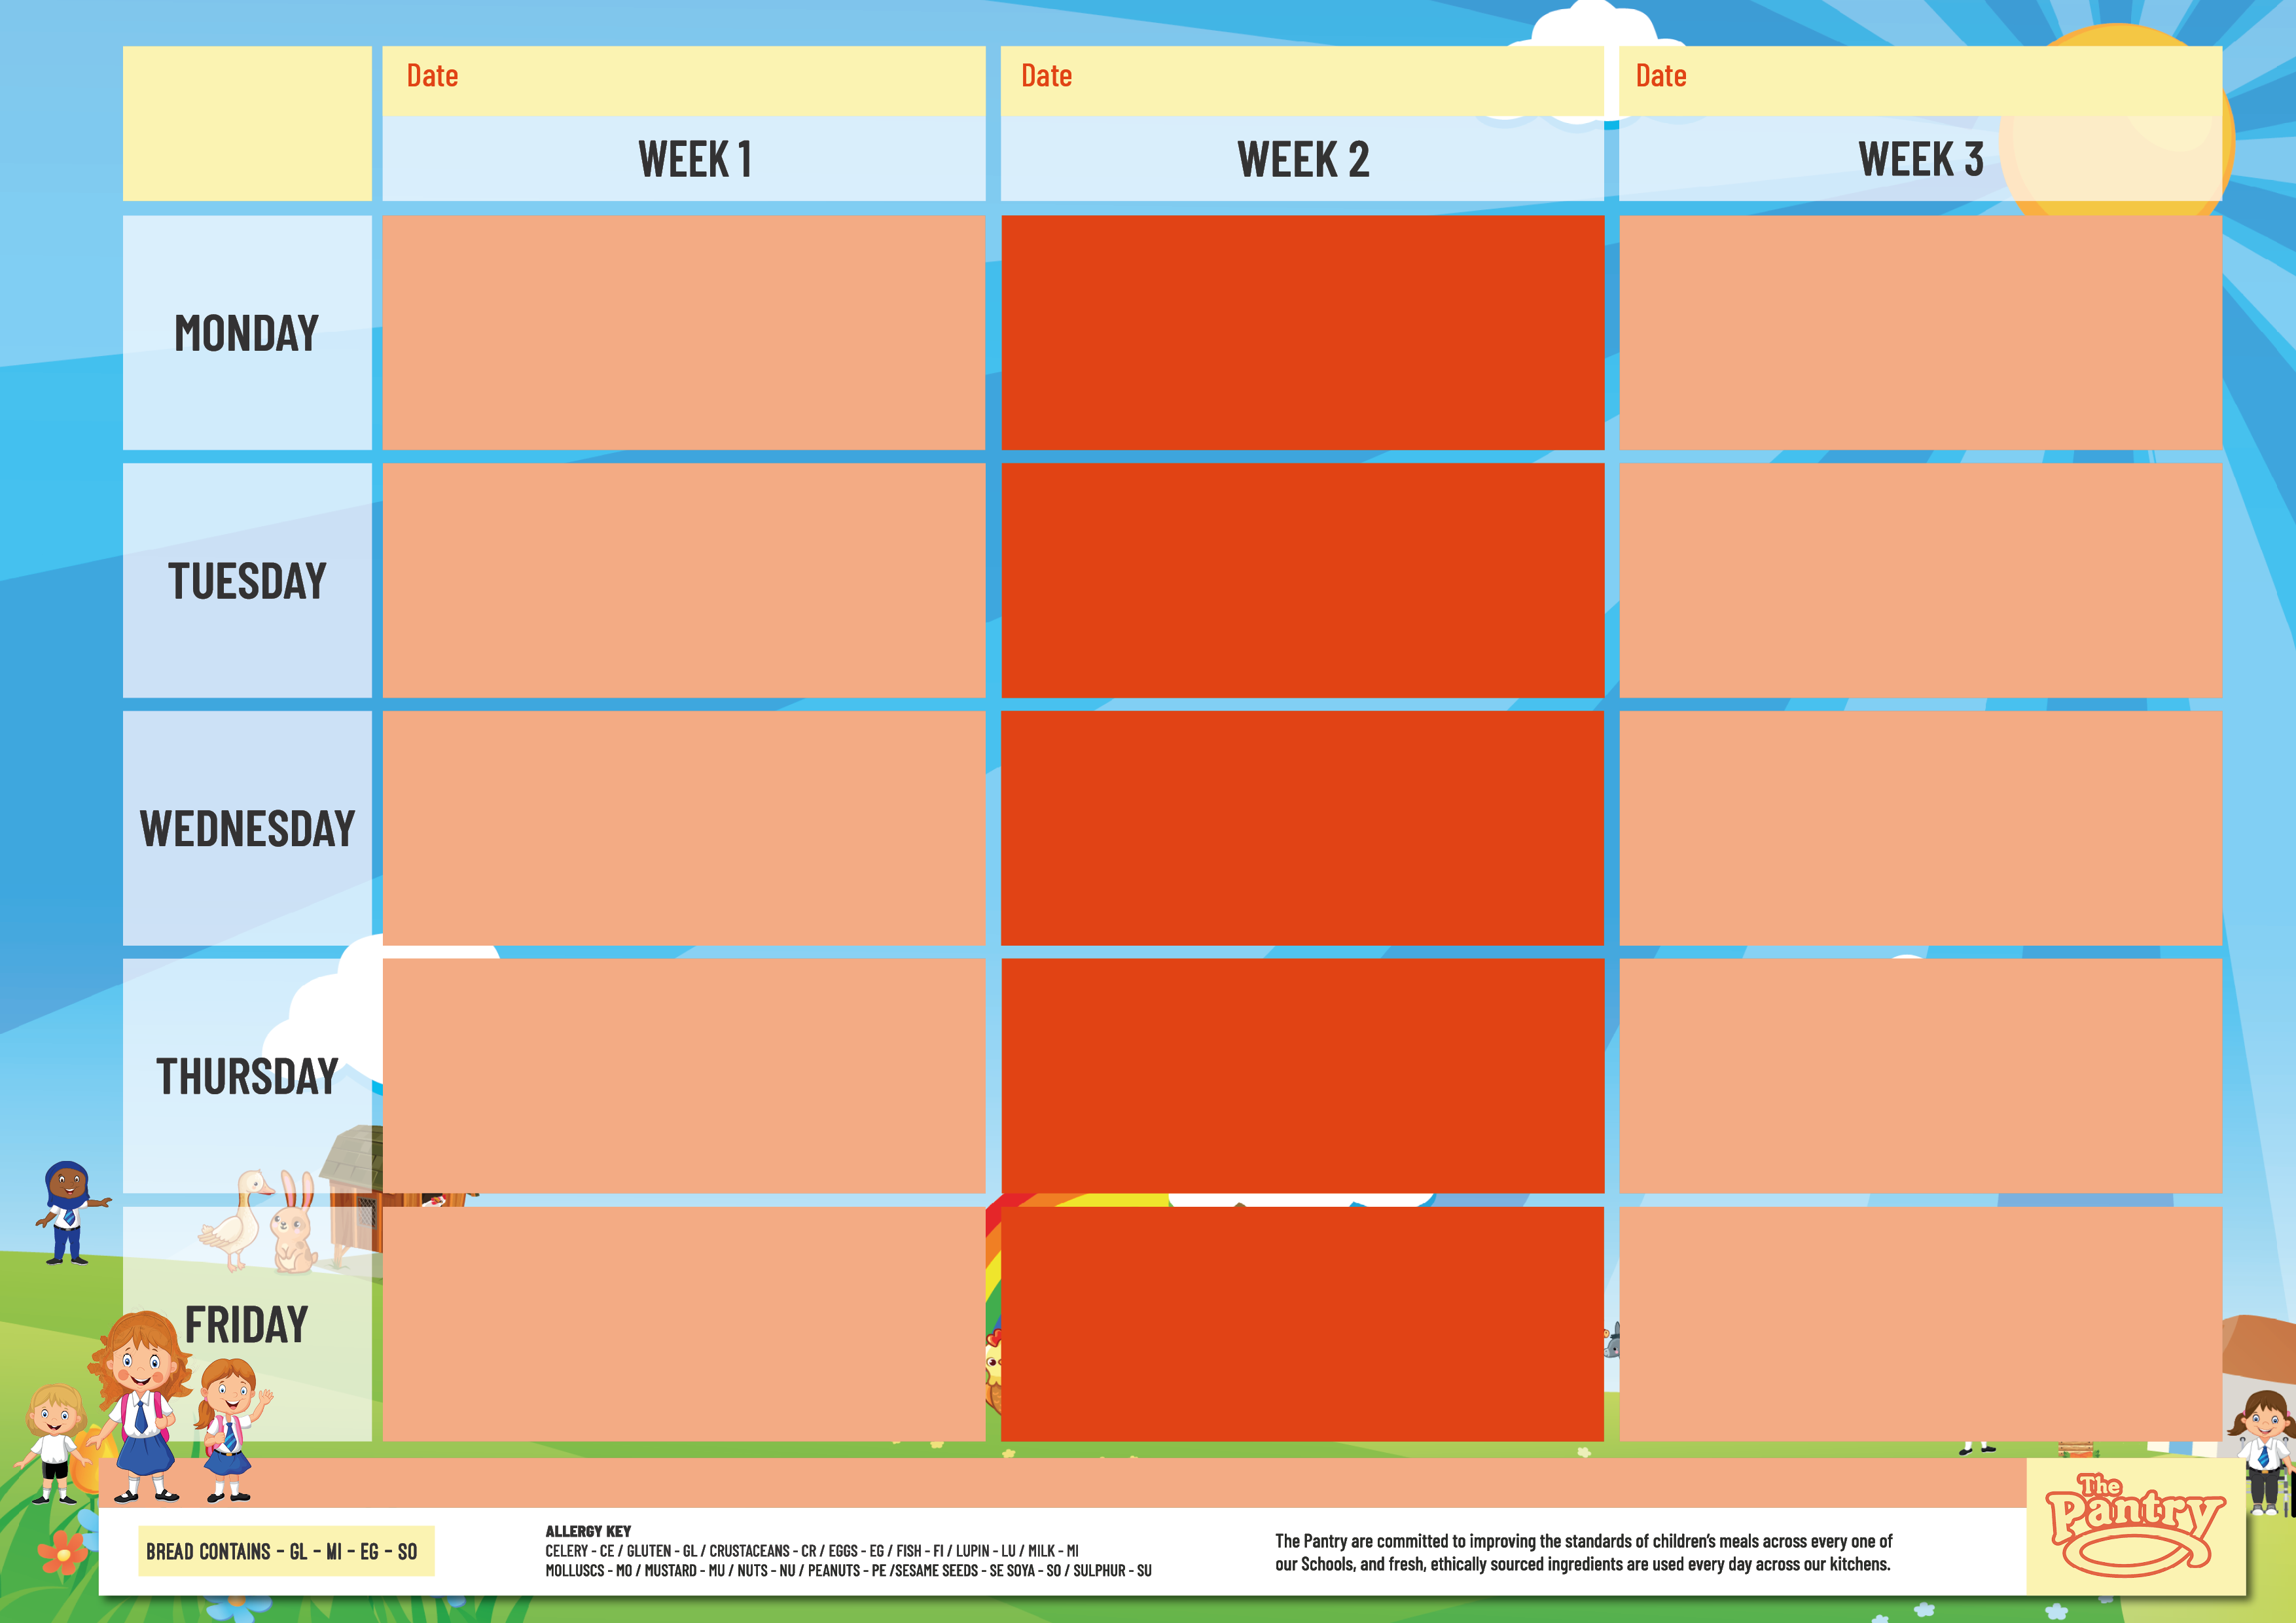 Date
Date
Date
WEEK 1
WEEK 2
WEEK 3
MONDAY
TUESDAY
WEDNESDAY
THURSDAY
FRIDAY
BREAD CONTAINS - GL - MI - EG - SO
ALLERGY KEY
CELERY - CE / GLUTEN - GL / CRUSTACEANS - CR / EGGS - EG / FISH - FI / LUPIN - LU / MILK - MI
MOLLUSCS - MO / MUSTARD - MU / NUTS - NU / PEANUTS - PE /SESAME SEEDS - SE SOYA - SO / SULPHUR - SU
The Pantry are committed to improving the standards of children's meals across every one of
our Schools, and fresh, ethically sourced ingredients are used every day across our kitchens.
The
Pantry